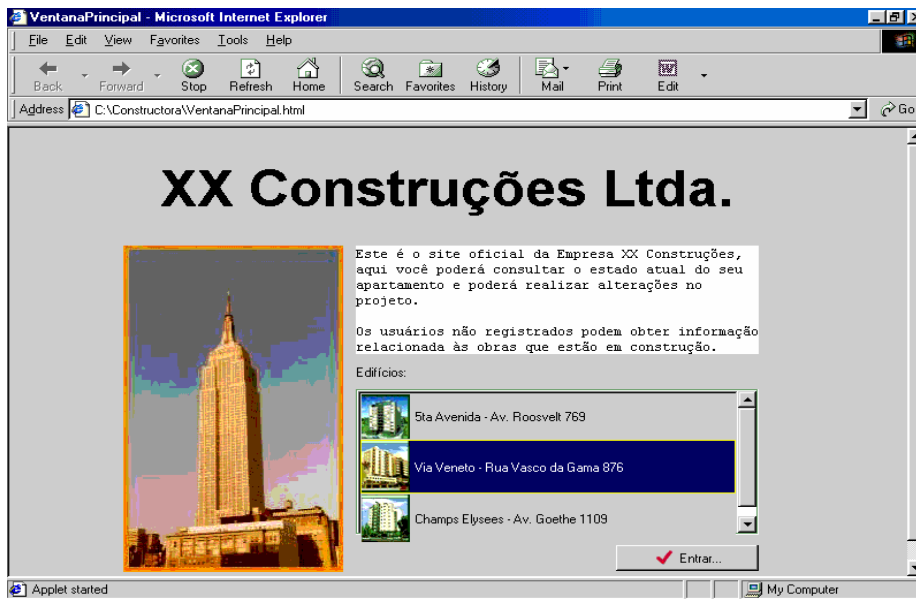 VentanaPrincipal - Microsoft Internet Explorer
File Edit View Favorites Tools Help
Back Forward Stop Refresh Home Search Favorites History Mail Print Edit
Address C:\Constructora\VentanaPrincipal.html Go
XX Construções Ltda.
Este é o site oficial da Empresa XX Construções,
aqui você poderá consultar o estado atual do seu
apartamento e poderá realizar alterações no
projeto.
Os usuários não registrados podem obter informação
relacionada às obras que estão em construção.
Edifícios:
5ta Avenida - Av. Roosvelt 769
Via Veneto - Rua Vasco da Gama 876
Champs Elysees - Av. Goethe 1109
Entrar...
Applet started My Computer